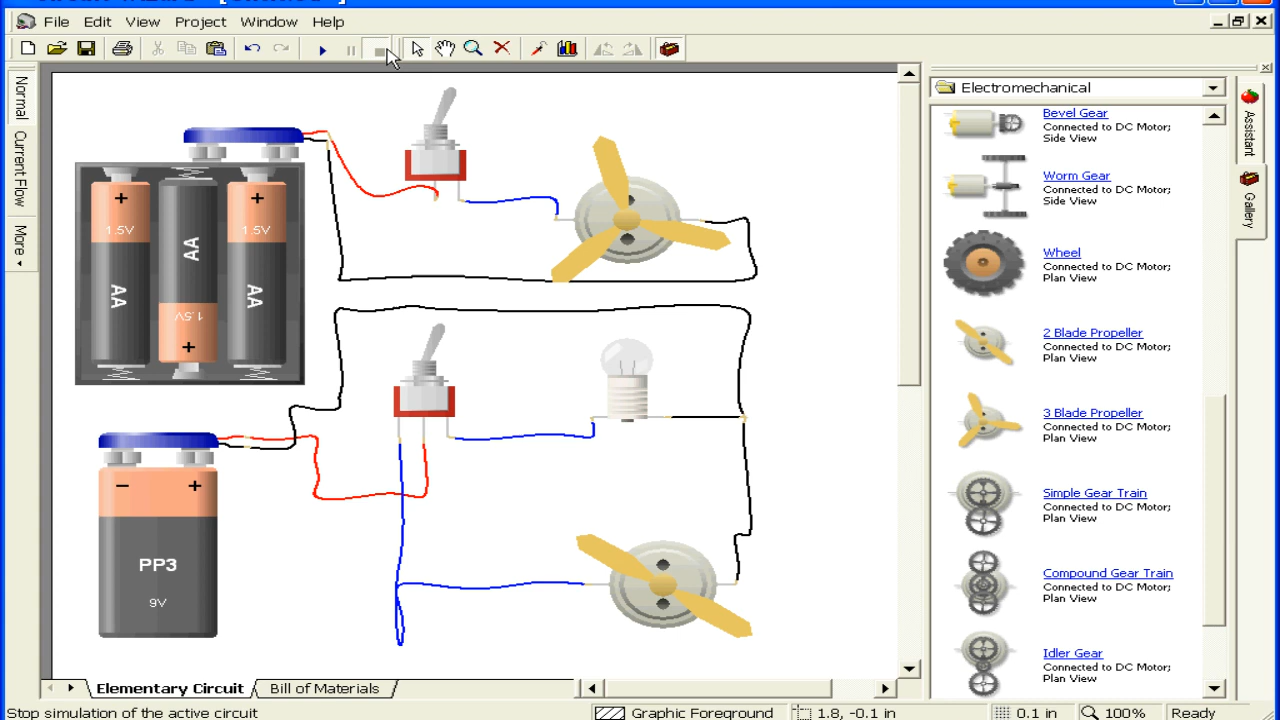 File Edit View Project Window Help
Normal
Current Flow
More
Electromechanical
Bevel Gear
Connected to DC Motor;
Side View
Worm Gear
Connected to DC Motor;
Side View
Wheel
Connected to DC Motor;
Plan View
2 Blade Propeller
Connected to DC Motor;
Plan View
3 Blade Propeller
Connected to DC Motor;
Plan View
Simple Gear Train
Connected to DC Motor;
Plan View
Compound Gear Train
Connected to DC Motor;
Plan View
Idler Gear
Connected to DC Motor;
Plan View
Assistant
Gallery
+ + 
1.5V AA 1.5V
AA AA
1.5V
+
− +
PP3
9V
Elementary Circuit Bill of Materials
Stop simulation of the active circuit Graphic Foreground 1.8, -0.1 in 0.1 in 100% Ready